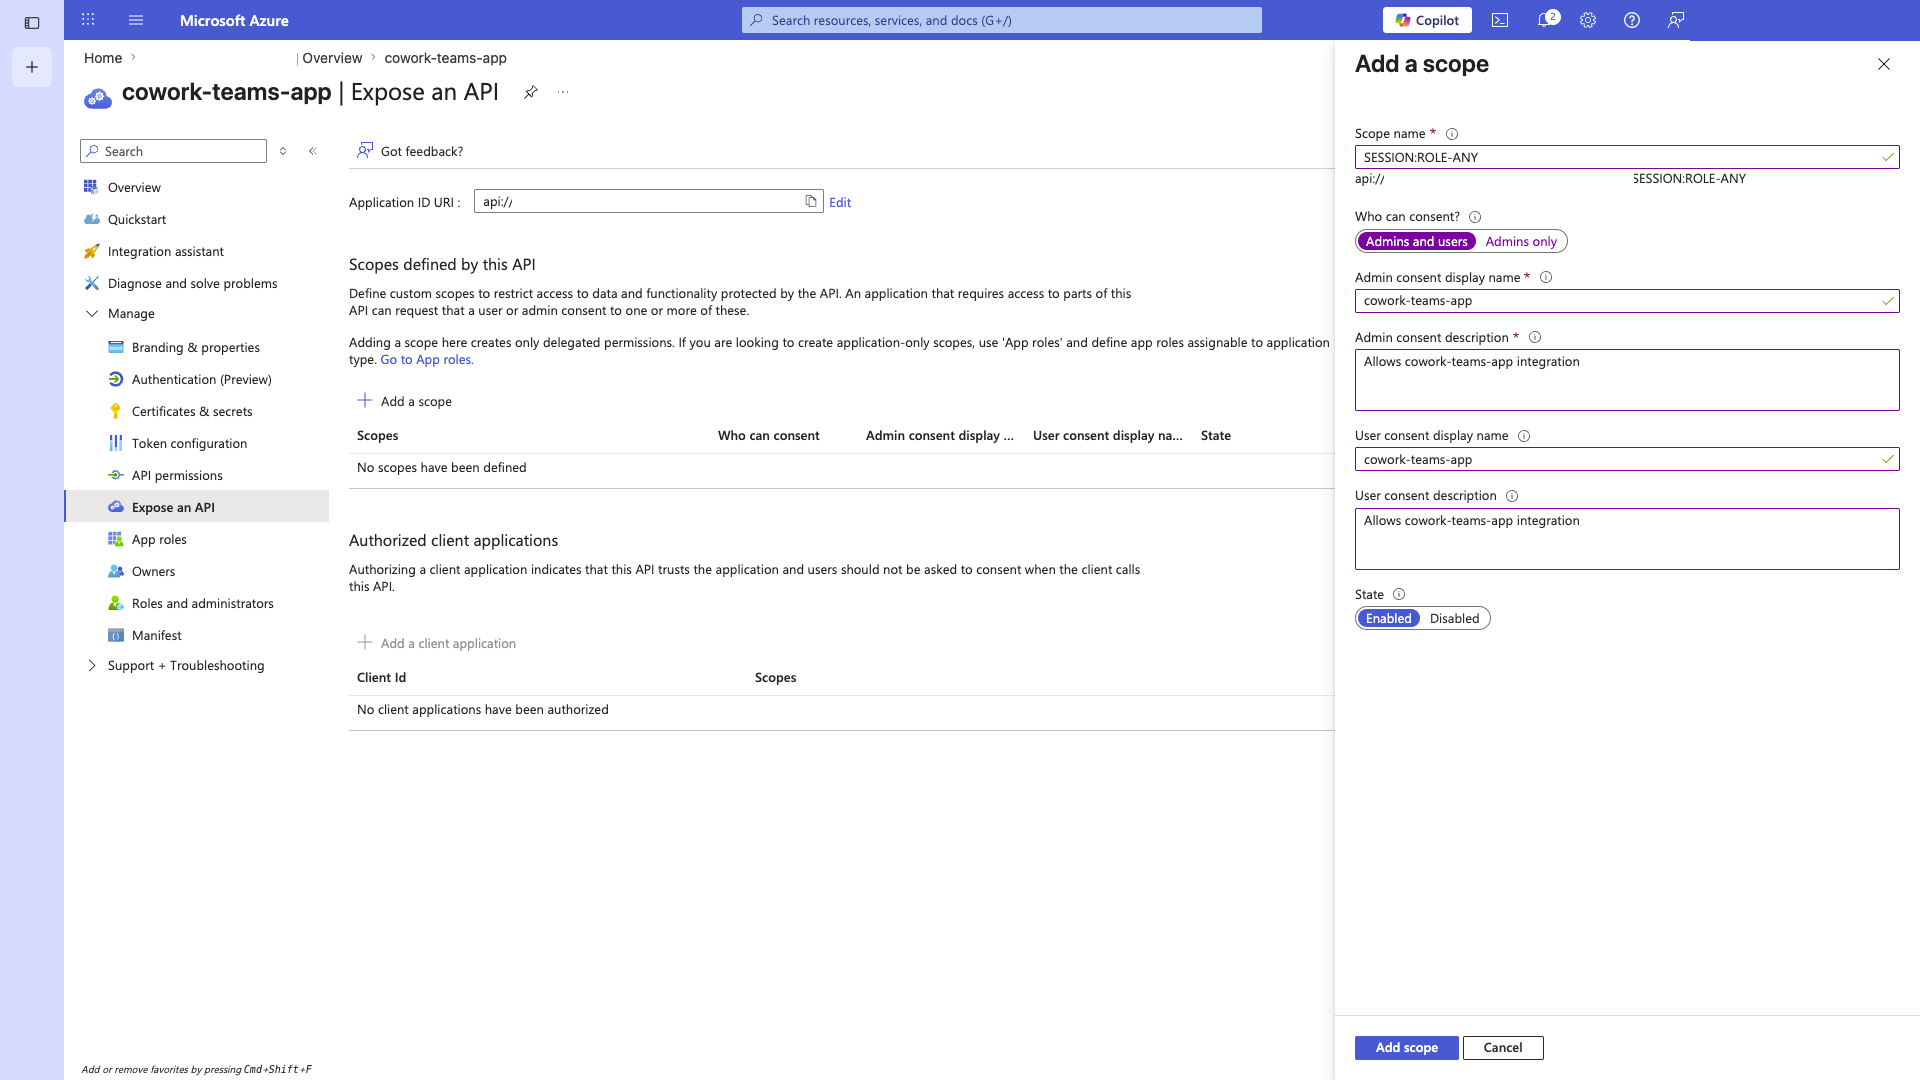 Microsoft Azure
Search resources, services, and docs (G+/)
Copilot
2
Home
Overview
cowork-teams-app
cowork-teams-app | Expose an API
Search
Overview
Quickstart
Integration assistant
Diagnose and solve problems
Manage
Branding & properties
Authentication (Preview)
Certificates & secrets
Token configuration
API permissions
Expose an API
App roles
Owners
Roles and administrators
Manifest
Support + Troubleshooting
Add or remove favorites by pressing Cmd+Shift+F
Got feedback?
Application ID URI :
api://
Edit
Scopes defined by this API
Define custom scopes to restrict access to data and functionality protected by the API. An application that requires access to parts of this
API can request that a user or admin consent to one or more of these.
Adding a scope here creates only delegated permissions. If you are looking to create application-only scopes, use 'App roles' and define app roles assignable to application
type. Go to App roles.
Add a scope
Scopes Who can consent Admin consent display ... User consent display na... State
No scopes have been defined
Authorized client applications
Authorizing a client application indicates that this API trusts the application and users should not be asked to consent when the client calls
this API.
Add a client application
Client Id Scopes
No client applications have been authorized
Add a scope
Scope name *
SESSION:ROLE-ANY
api:// SESSION:ROLE-ANY
Who can consent?
Admins and users Admins only
Admin consent display name *
cowork-teams-app
Admin consent description *
Allows cowork-teams-app integration
User consent display name
cowork-teams-app
User consent description
Allows cowork-teams-app integration
State
Enabled Disabled
Add scope Cancel